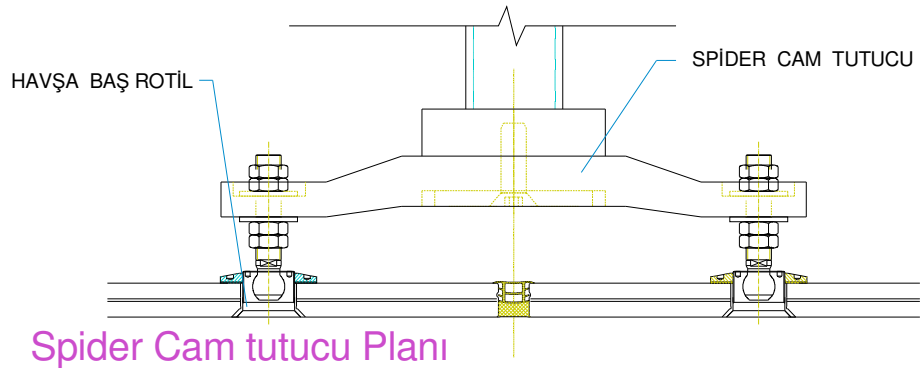 SPİDER CAM TUTUCU
HAVŞA BAŞ ROTİL
Spider Cam tutucu Planı